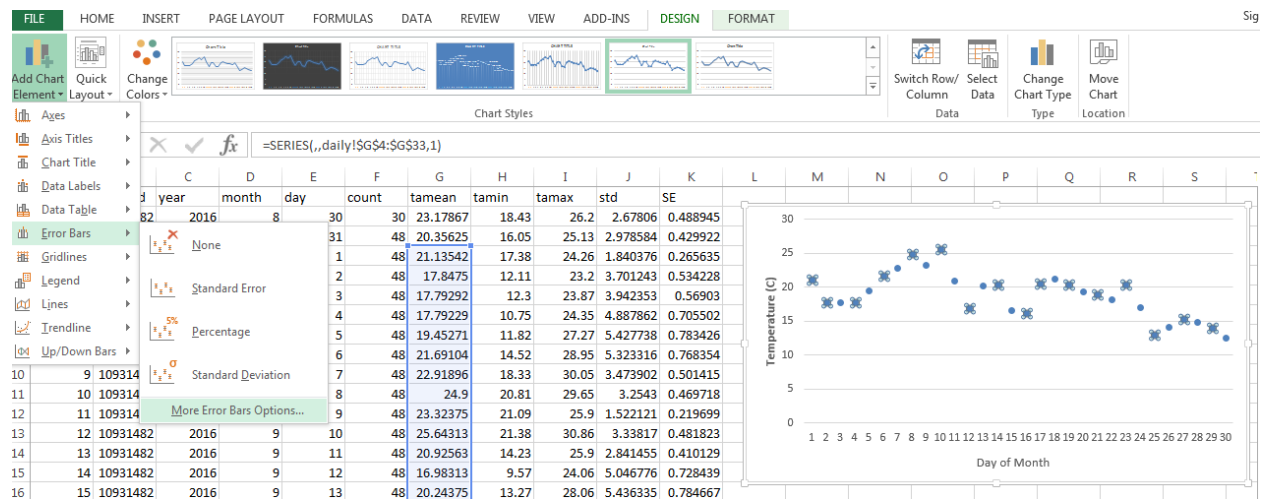 FILE HOME INSERT PAGE LAYOUT FORMULAS DATA REVIEW VIEW ADD-INS DESIGN FORMAT Sig
Add Chart Element Quick Layout Change Colors
Switch Row/ Column Select Data Change Chart Type Move Chart
Chart Styles Data Type Location
Axes
Axis Titles
Chart Title
Data Labels
Data Table
Error Bars
Gridlines
Legend
Lines
Trendline
Up/Down Bars
None
Standard Error
5%
Percentage
σ
Standard Deviation
More Error Bars Options...
fx =SERIES(,,daily!$G$4:$G$33,1)
C D E F G H I J K L M N O P Q R S
d year month day count tamean tamin tamax std SE
82 2016 8 30 30 23.17867 18.43 26.2 2.67806 0.488945
31 48 20.35625 16.05 25.13 2.978584 0.429922
1 48 21.13542 17.38 24.26 1.840376 0.265635
2 48 17.8475 12.11 23.2 3.701243 0.534228
3 48 17.79292 12.3 23.87 3.942353 0.56903
4 48 17.79229 10.75 24.35 4.887862 0.705502
5 48 19.45271 11.82 27.27 5.427738 0.783426
6 48 21.69104 14.52 28.95 5.323316 0.768354
10 9 10931482 7 48 22.91896 18.33 30.05 3.473902 0.501415
11 10 10931482 8 48 24.9 20.81 29.65 3.2543 0.469718
12 11 10931482 9 48 23.32375 21.09 25.9 1.522121 0.219699
13 12 10931482 2016 9 10 48 25.64313 21.38 30.86 3.33817 0.481823
14 13 10931482 2016 9 11 48 20.92563 14.23 25.9 2.841455 0.410129
15 14 10931482 2016 9 12 48 16.98313 9.57 24.06 5.046776 0.728439
16 15 10931482 2016 9 13 48 20.24375 13.27 28.06 5.436335 0.784667
Temperature (C)
30
25
20
15
10
5
0
1 2 3 4 5 6 7 8 9 10 11 12 13 14 15 16 17 18 19 20 21 22 23 24 25 26 27 28 29 30
Day of Month